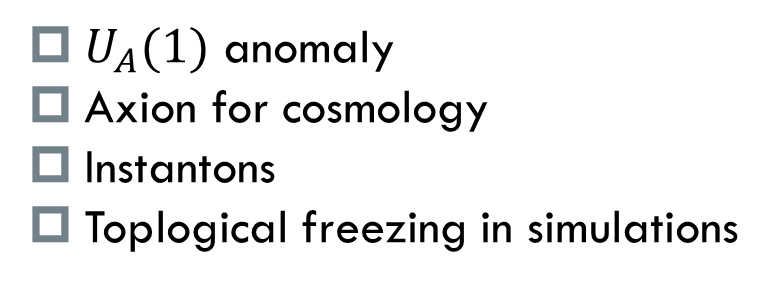 U_A(1) anomaly
Axion for cosmology
Instantons
Toplogical freezing in simulations